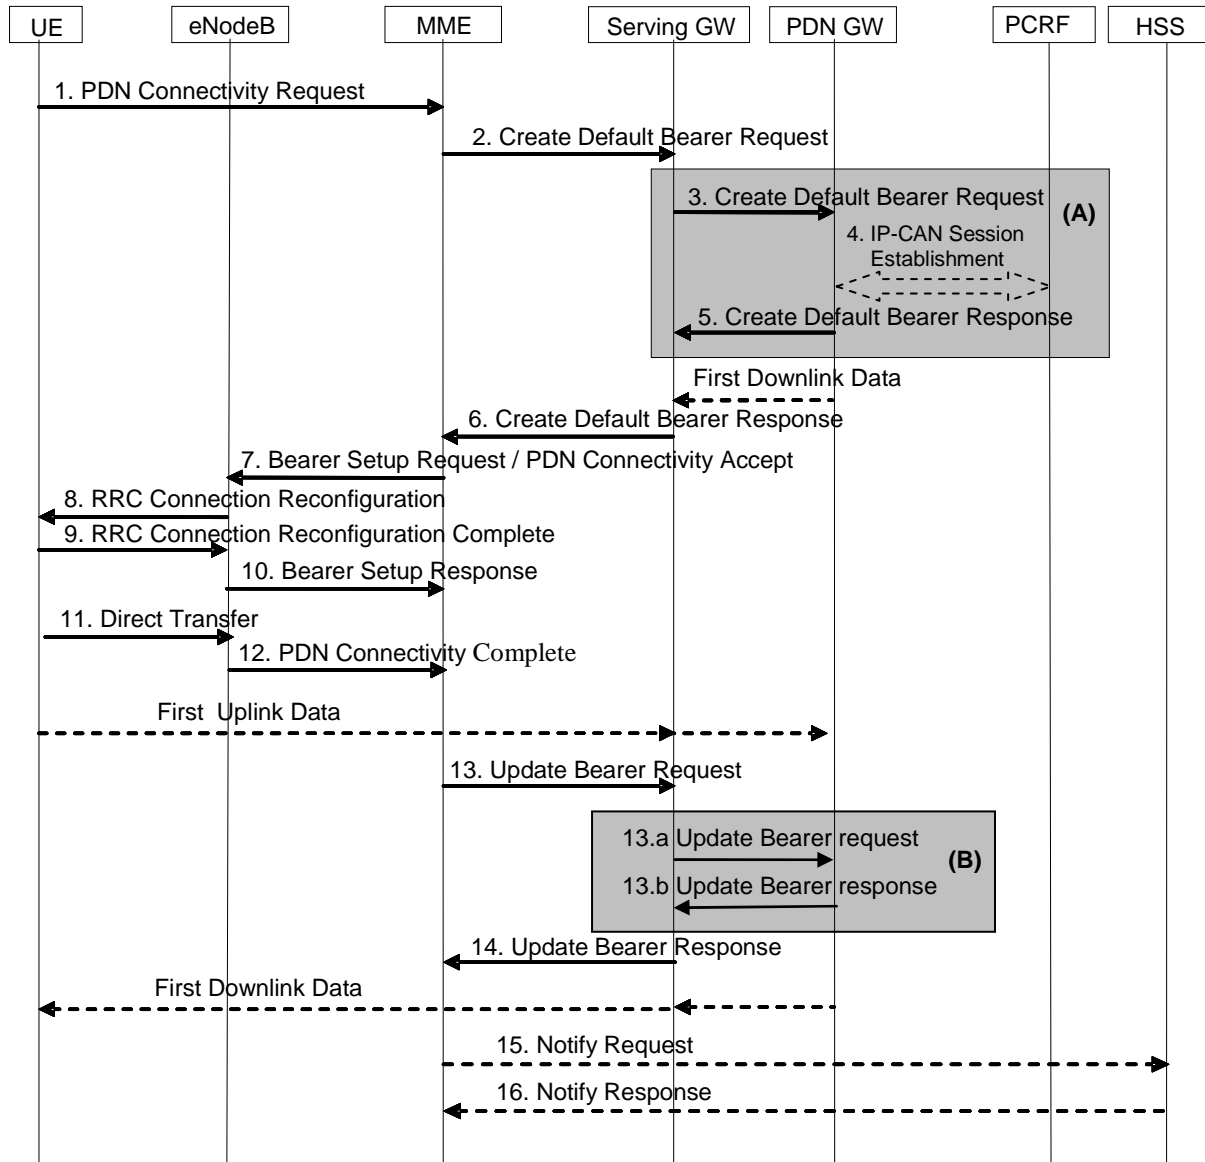 UE eNodeB MME Serving GW PDN GW PCRF HSS
1. PDN Connectivity Request
2. Create Default Bearer Request
3. Create Default Bearer Request
(A)
4. IP-CAN Session
Establishment
5. Create Default Bearer Response
First Downlink Data
6. Create Default Bearer Response
7. Bearer Setup Request / PDN Connectivity Accept
8. RRC Connection Reconfiguration
9. RRC Connection Reconfiguration Complete
10. Bearer Setup Response
11. Direct Transfer
12. PDN Connectivity Complete
First Uplink Data
13. Update Bearer Request
13.a Update Bearer request
(B)
13.b Update Bearer response
14. Update Bearer Response
First Downlink Data
15. Notify Request
16. Notify Response